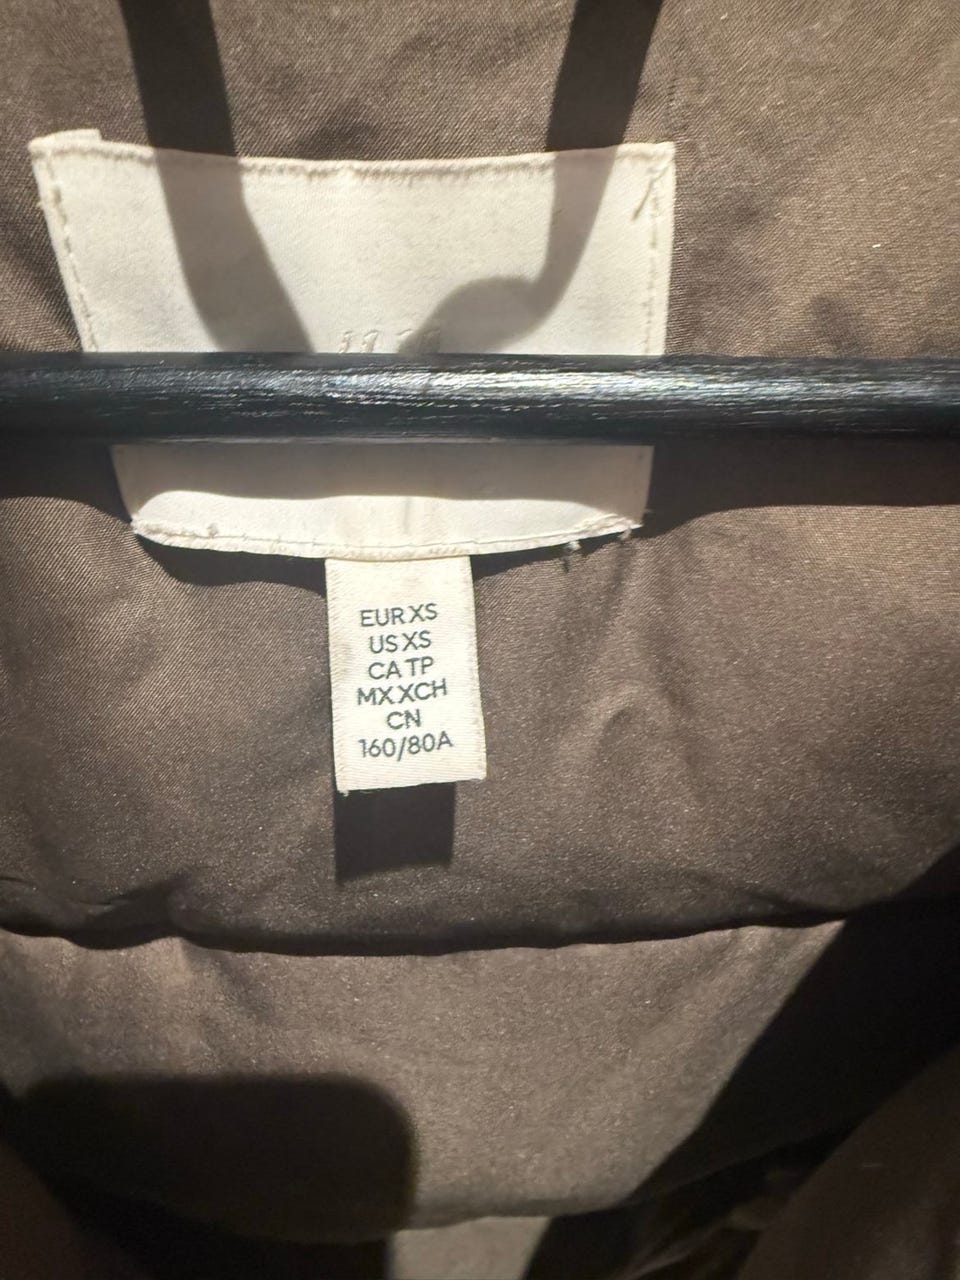 EUR XS
US XS
CA TP
MX XCH
CN
160/80A